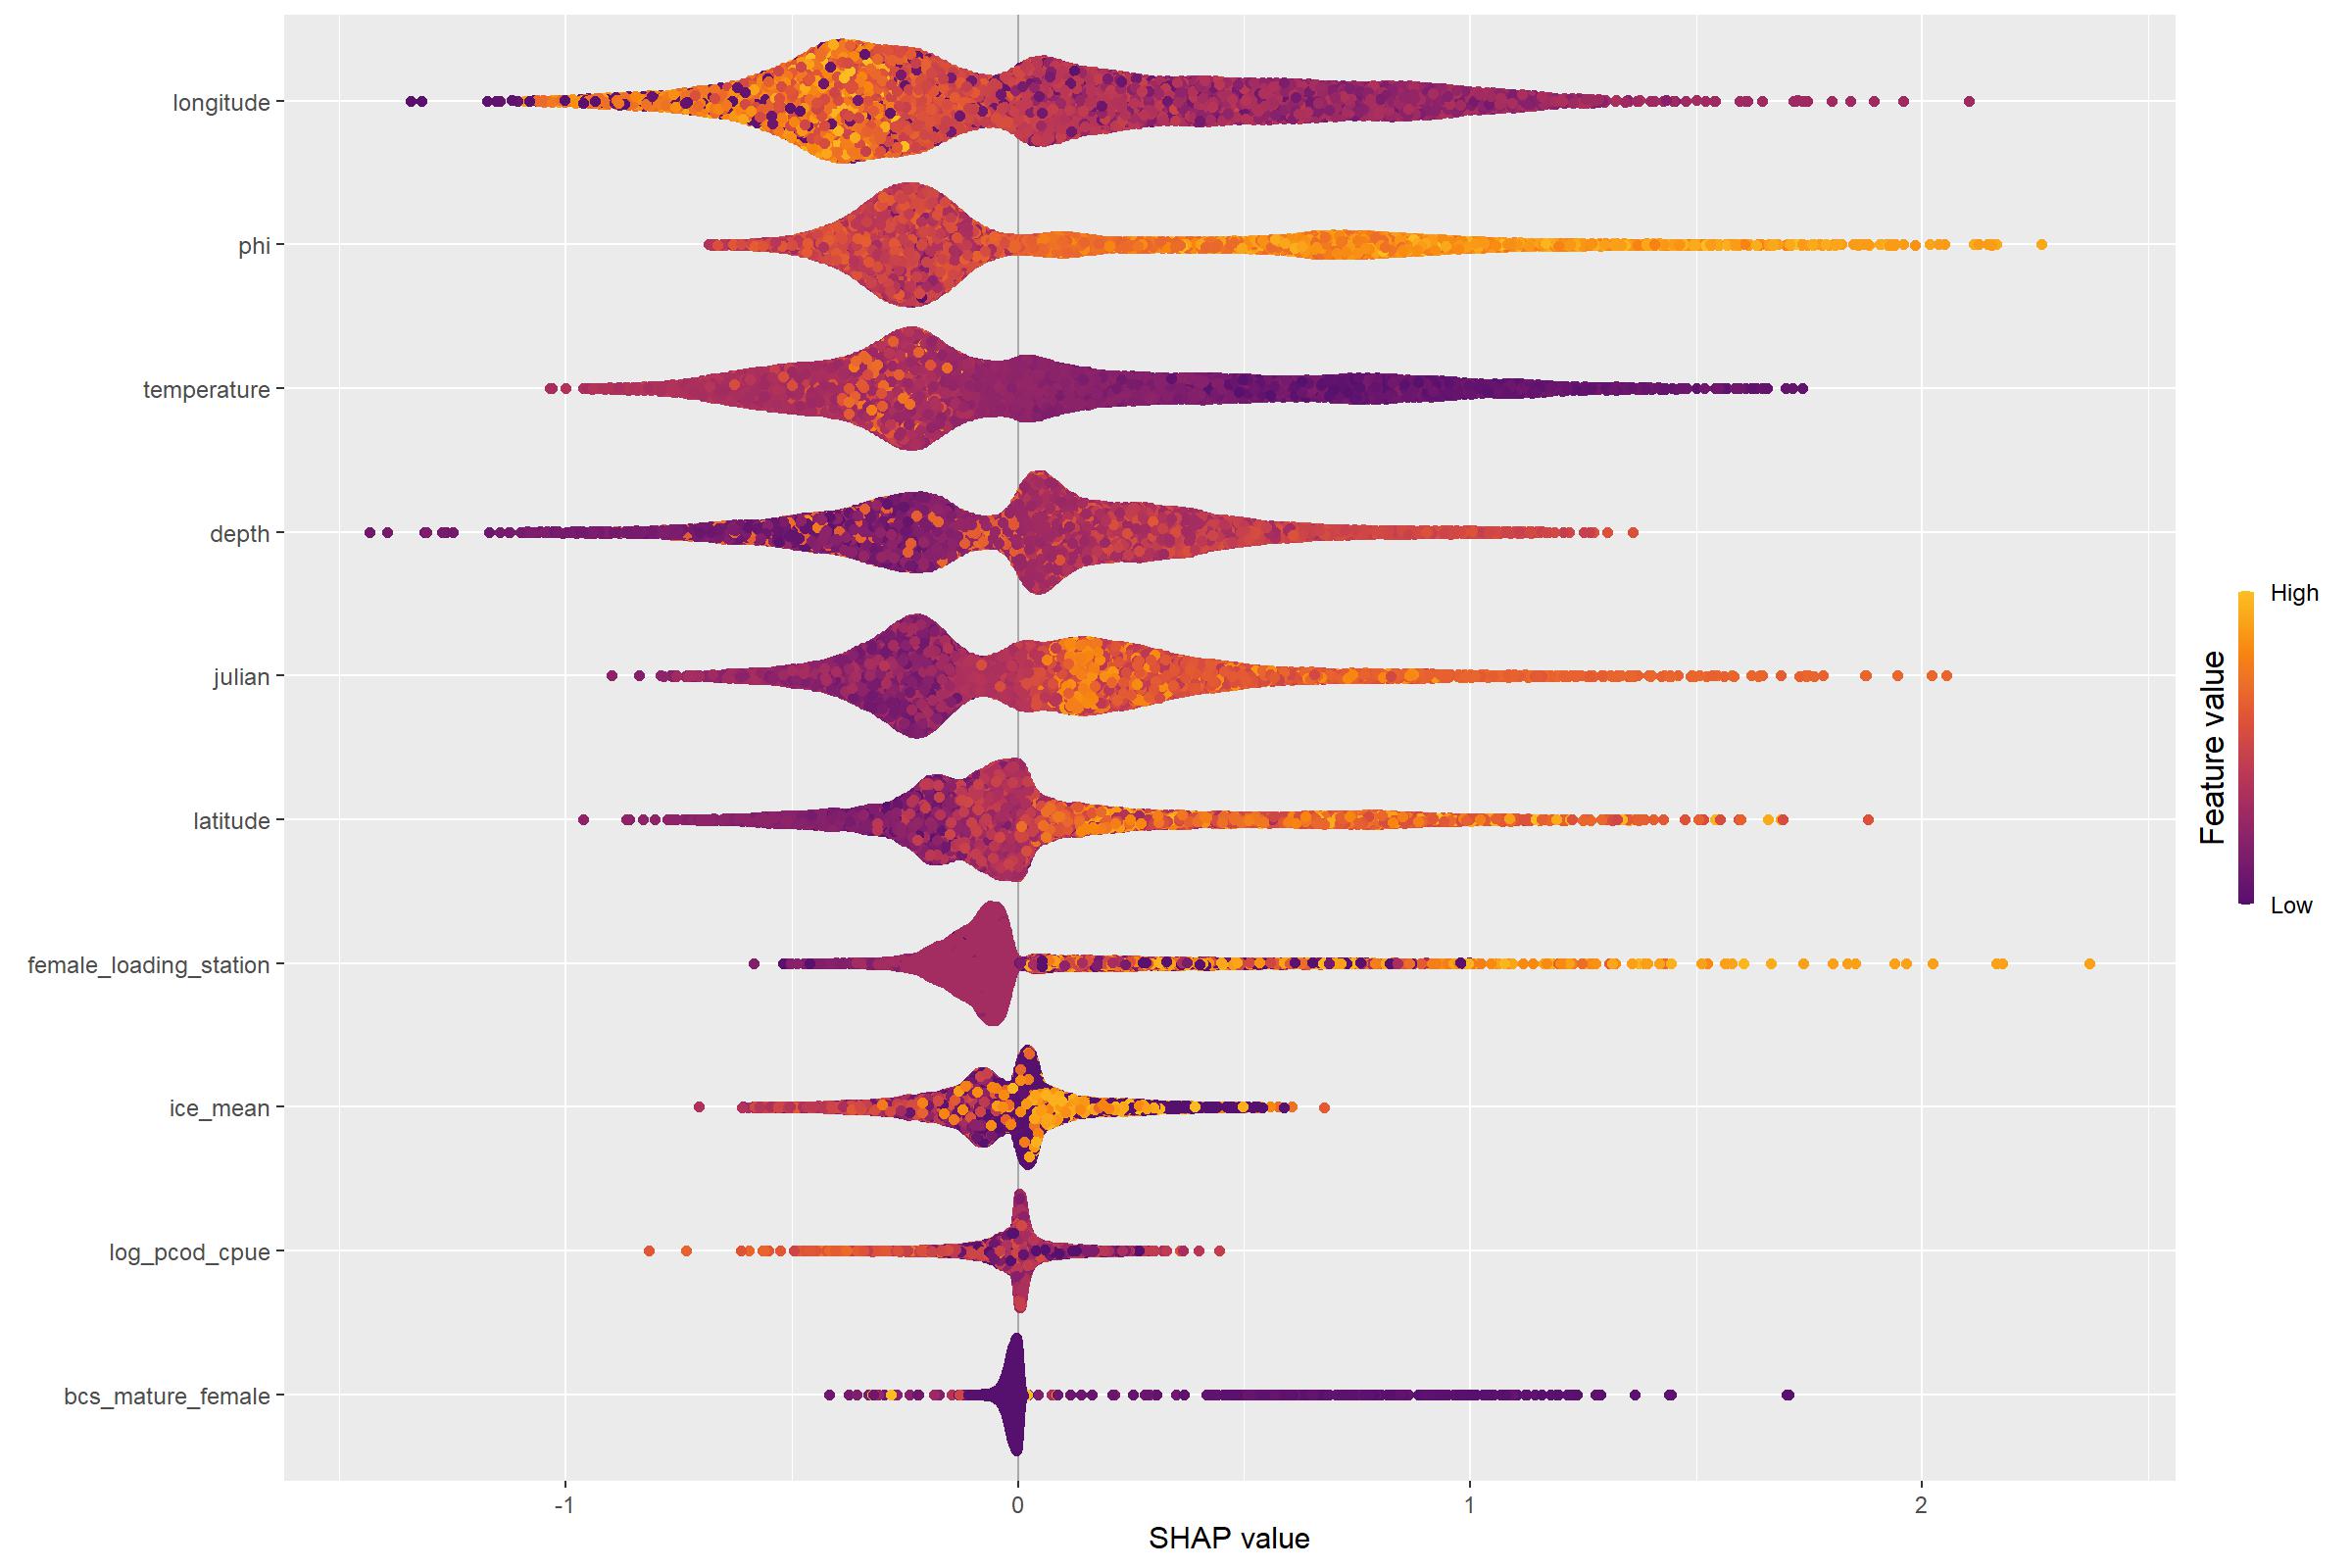 longitude
phi
temperature
depth
julian
latitude
female_loading_station
ice_mean
log_pcod_cpue
bcs_mature_female
-1
0
1
2
SHAP value
Feature value
High
Low